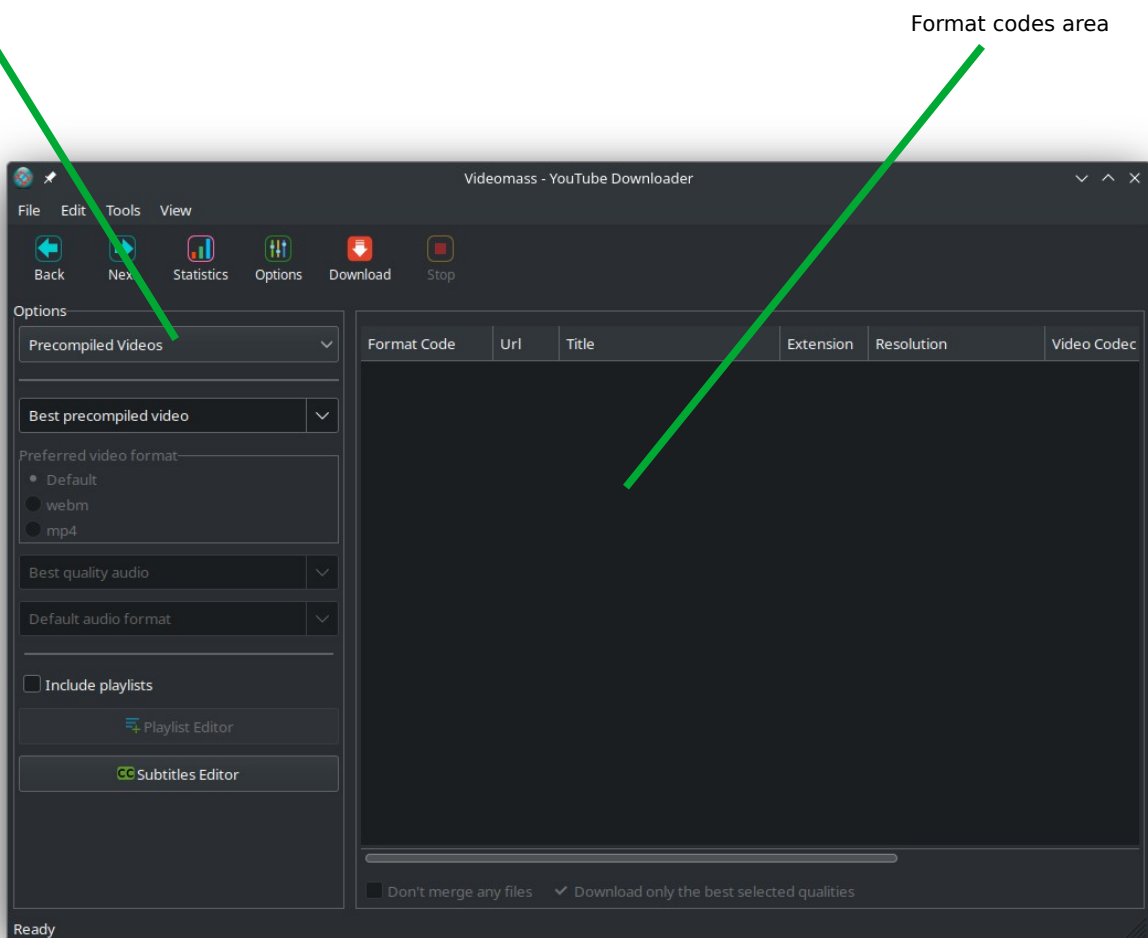 Format codes area
Videomass - YouTube Downloader
File Edit Tools View
Back Next Statistics Options Download Stop
Options
Precompiled Videos
Format Code Url Title Extension Resolution Video Codec
Best precompiled video
Preferred video format
Default
webm
mp4
Best quality audio
Default audio format
Include playlists
Playlist Editor
CC Subtitles Editor
Don't merge any files Download only the best selected qualities
Ready